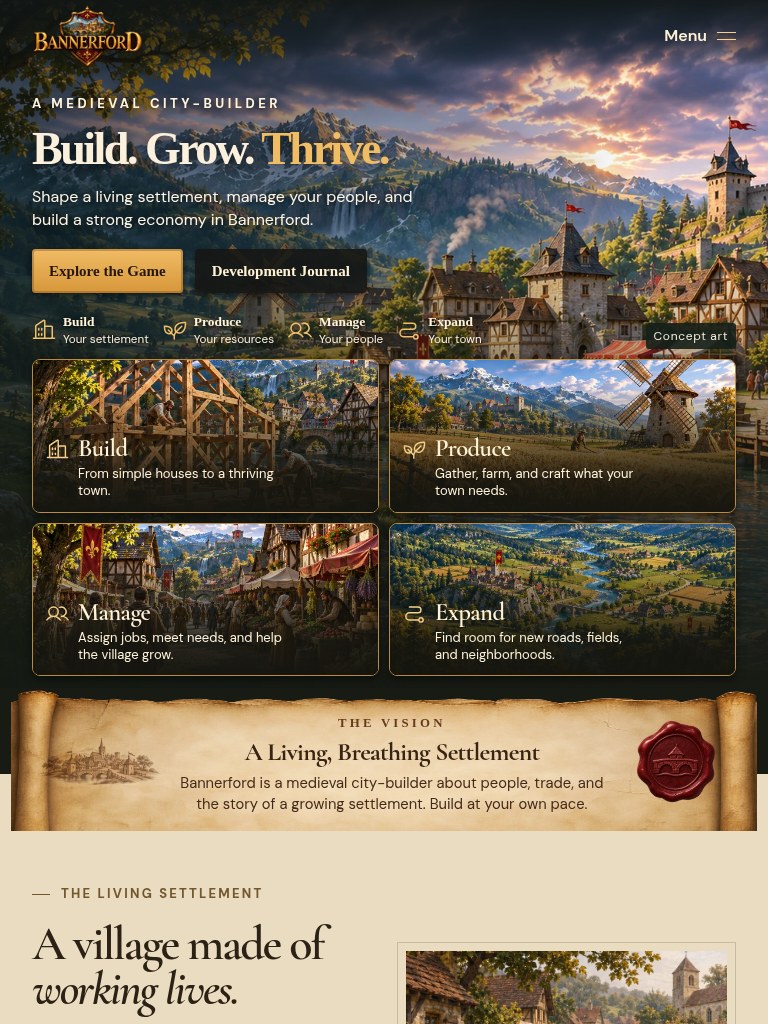 BANNERFORD
Menu
A MEDIEVAL CITY-BUILDER
Build. Grow. Thrive.
Shape a living settlement, manage your people, and
build a strong economy in Bannerford.
Explore the Game
Development Journal
Build
Your settlement
Produce
Your resources
Manage
Your people
Expand
Your town
Concept art
Build
From simple houses to a thriving
town.
Produce
Gather, farm, and craft what your
town needs.
Manage
Assign jobs, meet needs, and help
the village grow.
Expand
Find room for new roads, fields,
and neighborhoods.
THE VISION
A Living, Breathing Settlement
Bannerford is a medieval city-builder about people, trade, and
the story of a growing settlement. Build at your own pace.
THE LIVING SETTLEMENT
A village made of
working lives.